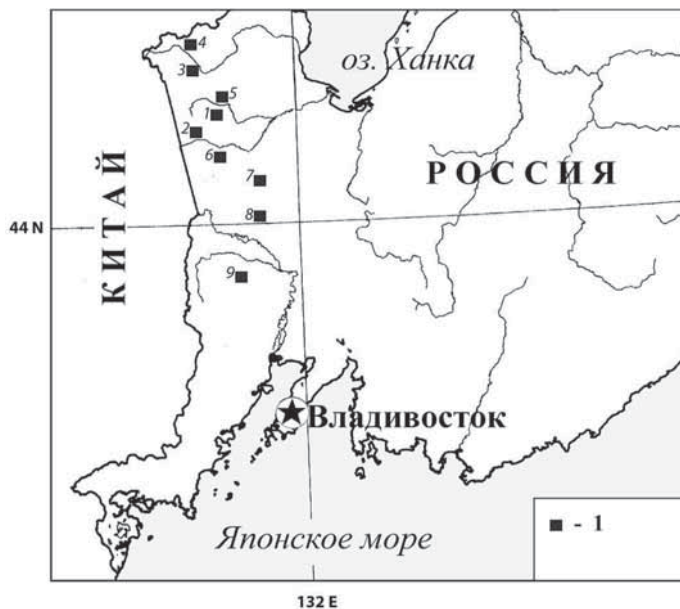 оз. Ханка
4
3
5
1
2
6
7
8
9
КИТАЙ
РОССИЯ
44 N
Владивосток
Японское море
- 1
132 E